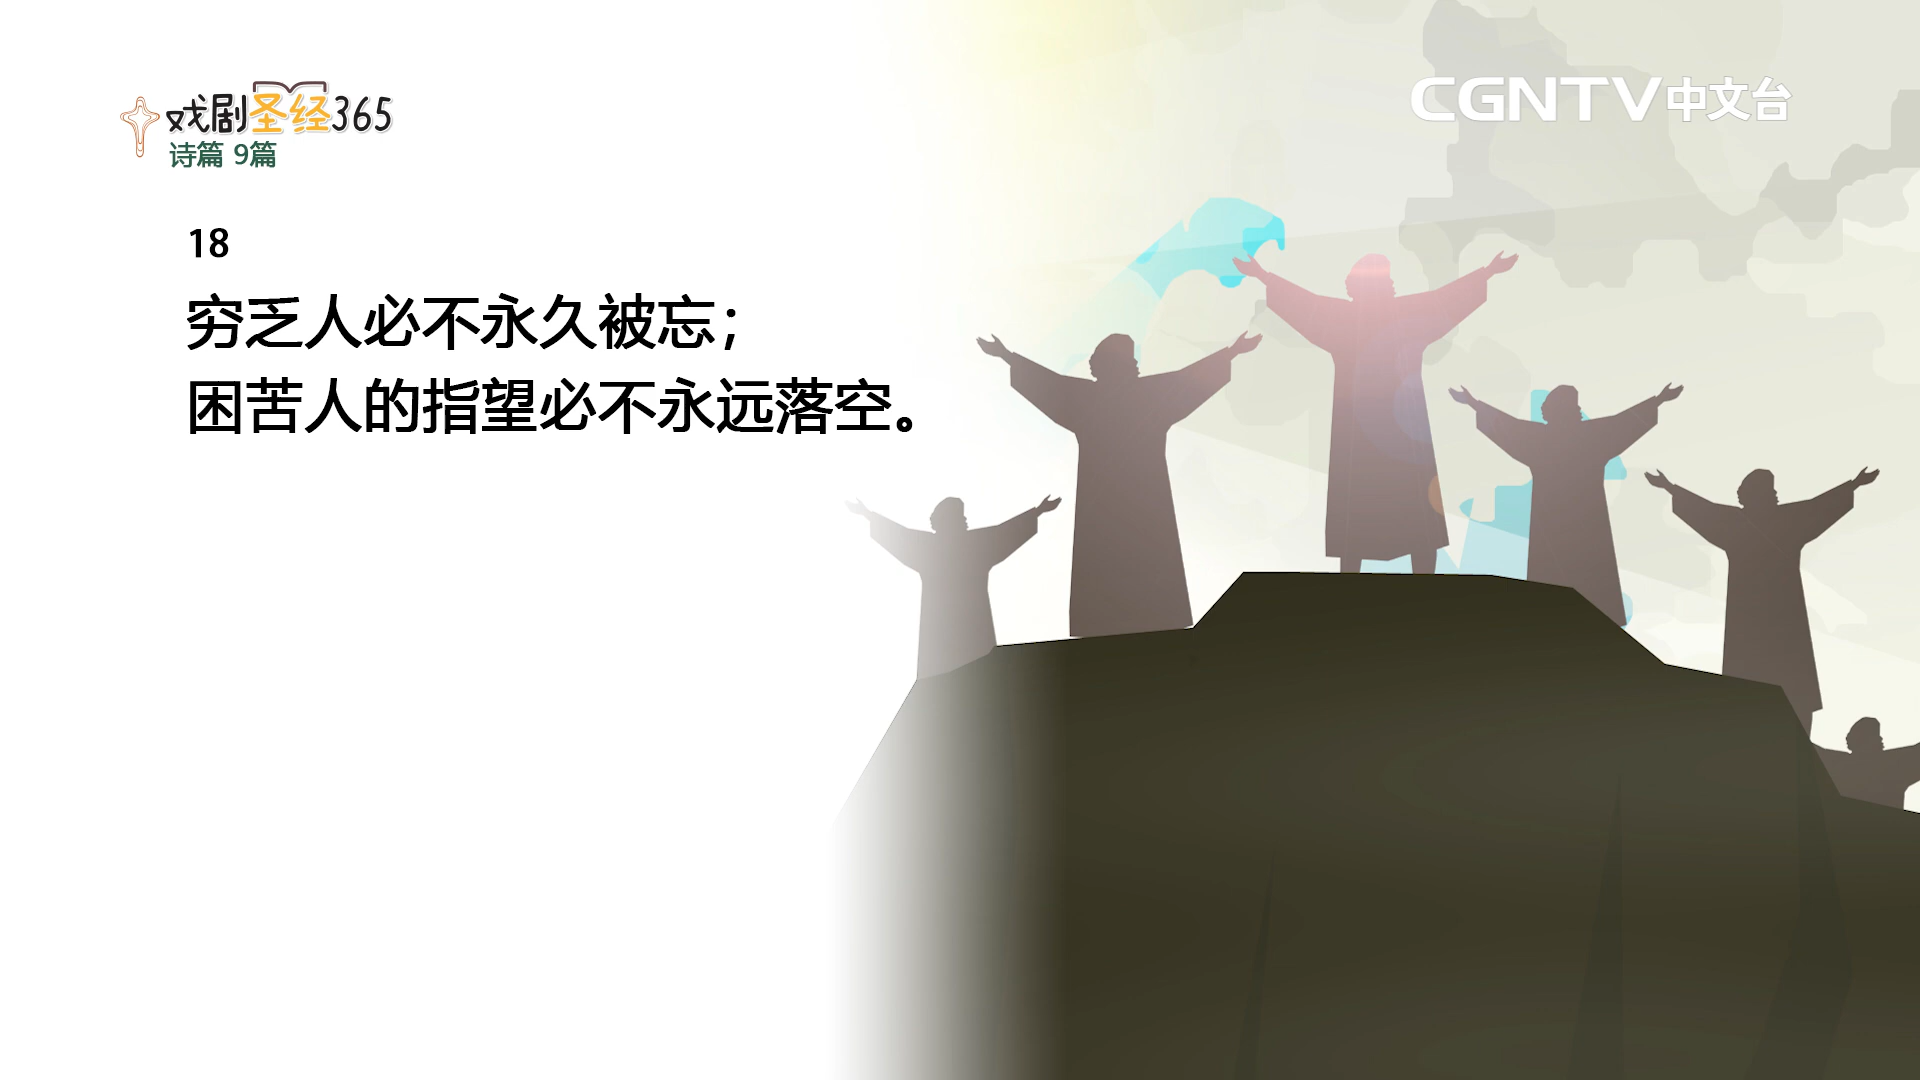 戏剧圣经365
诗篇 9篇
CGNTV中文台
18
穷乏人必不永久被忘；
困苦人的指望必不永远落空。